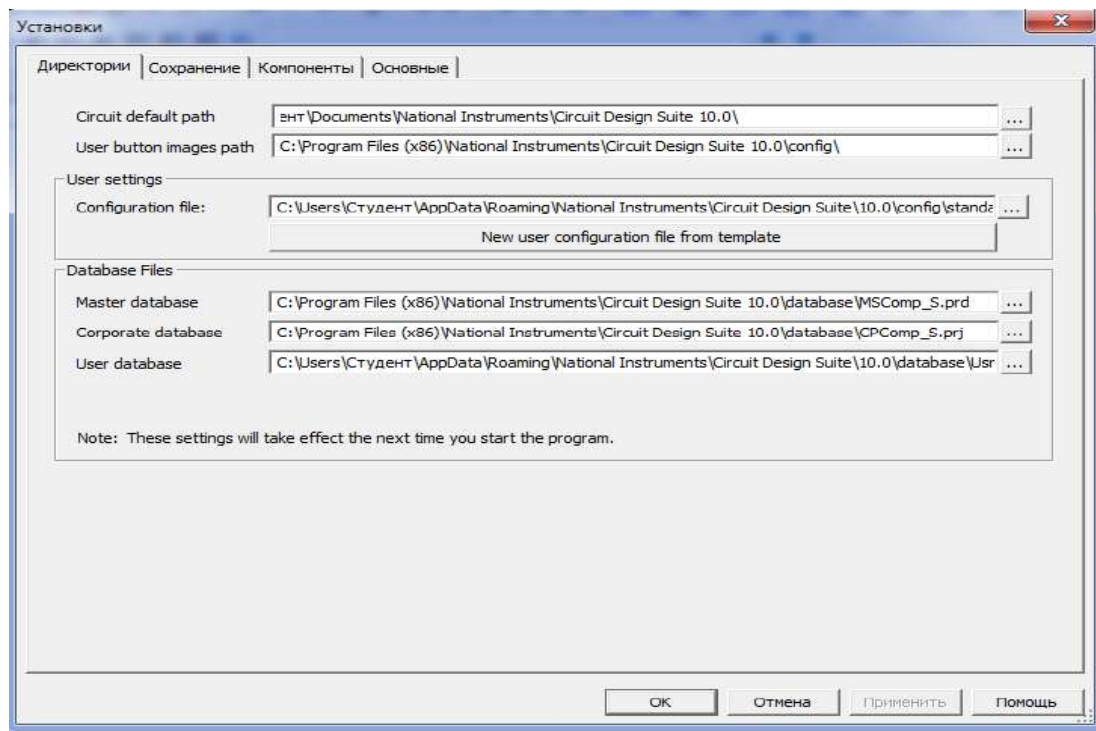 Установки
Директории Сохранение Компоненты Основные
Circuit default path ент\Documents\National Instruments\Circuit Design Suite 10.0\ ...
User button images path C:\Program Files (x86)\National Instruments\Circuit Design Suite 10.0\config\ ...
User settings
Configuration file: C:\Users\Студент\AppData\Roaming\National Instruments\Circuit Design Suite\10.0\config\standa ...
New user configuration file from template
Database Files
Master database C:\Program Files (x86)\National Instruments\Circuit Design Suite 10.0\database\MSComp_S.prd ...
Corporate database C:\Program Files (x86)\National Instruments\Circuit Design Suite 10.0\database\CPComp_S.prj ...
User database C:\Users\Студент\AppData\Roaming\National Instruments\Circuit Design Suite\10.0\database\Usr ...
Note: These settings will take effect the next time you start the program.
OK Отмена Применить Помощь